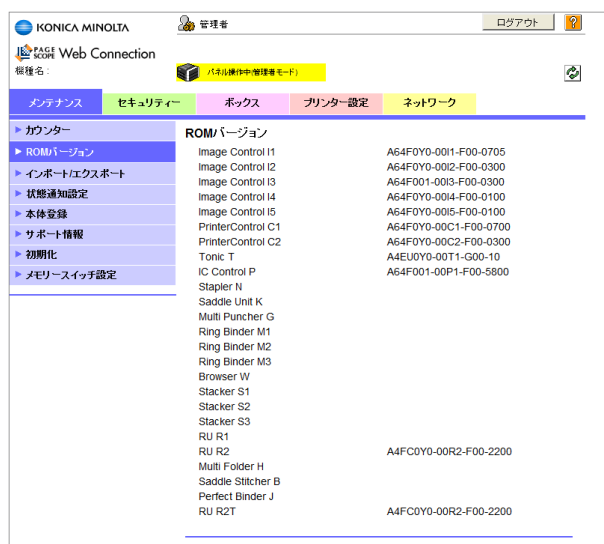 KONICA MINOLTA
管理者
ログアウト
?
PAGE SCOPE Web Connection
機種名 :
パネル操作中(管理者モード)
メンテナンス セキュリティー ボックス プリンター設定 ネットワーク
カウンター
ROMバージョン
インポート/エクスポート
状態通知設定
本体登録
サポート情報
初期化
メモリースイッチ設定
ROMバージョン
Image Control I1 A64F0Y0-00I1-F00-0705
Image Control I2 A64F0Y0-00I2-F00-0300
Image Control I3 A64F001-00I3-F00-0300
Image Control I4 A64F0Y0-00I4-F00-0100
Image Control I5 A64F0Y0-00I5-F00-0100
PrinterControl C1 A64F0Y0-00C1-F00-0700
PrinterControl C2 A64F0Y0-00C2-F00-0300
Tonic T A4EU0Y0-00T1-G00-10
IC Control P A64F001-00P1-F00-5800
Stapler N
Saddle Unit K
Multi Puncher G
Ring Binder M1
Ring Binder M2
Ring Binder M3
Browser W
Stacker S1
Stacker S2
Stacker S3
RU R1
RU R2 A4FC0Y0-00R2-F00-2200
Multi Folder H
Saddle Stitcher B
Perfect Binder J
RU R2T A4FC0Y0-00R2-F00-2200